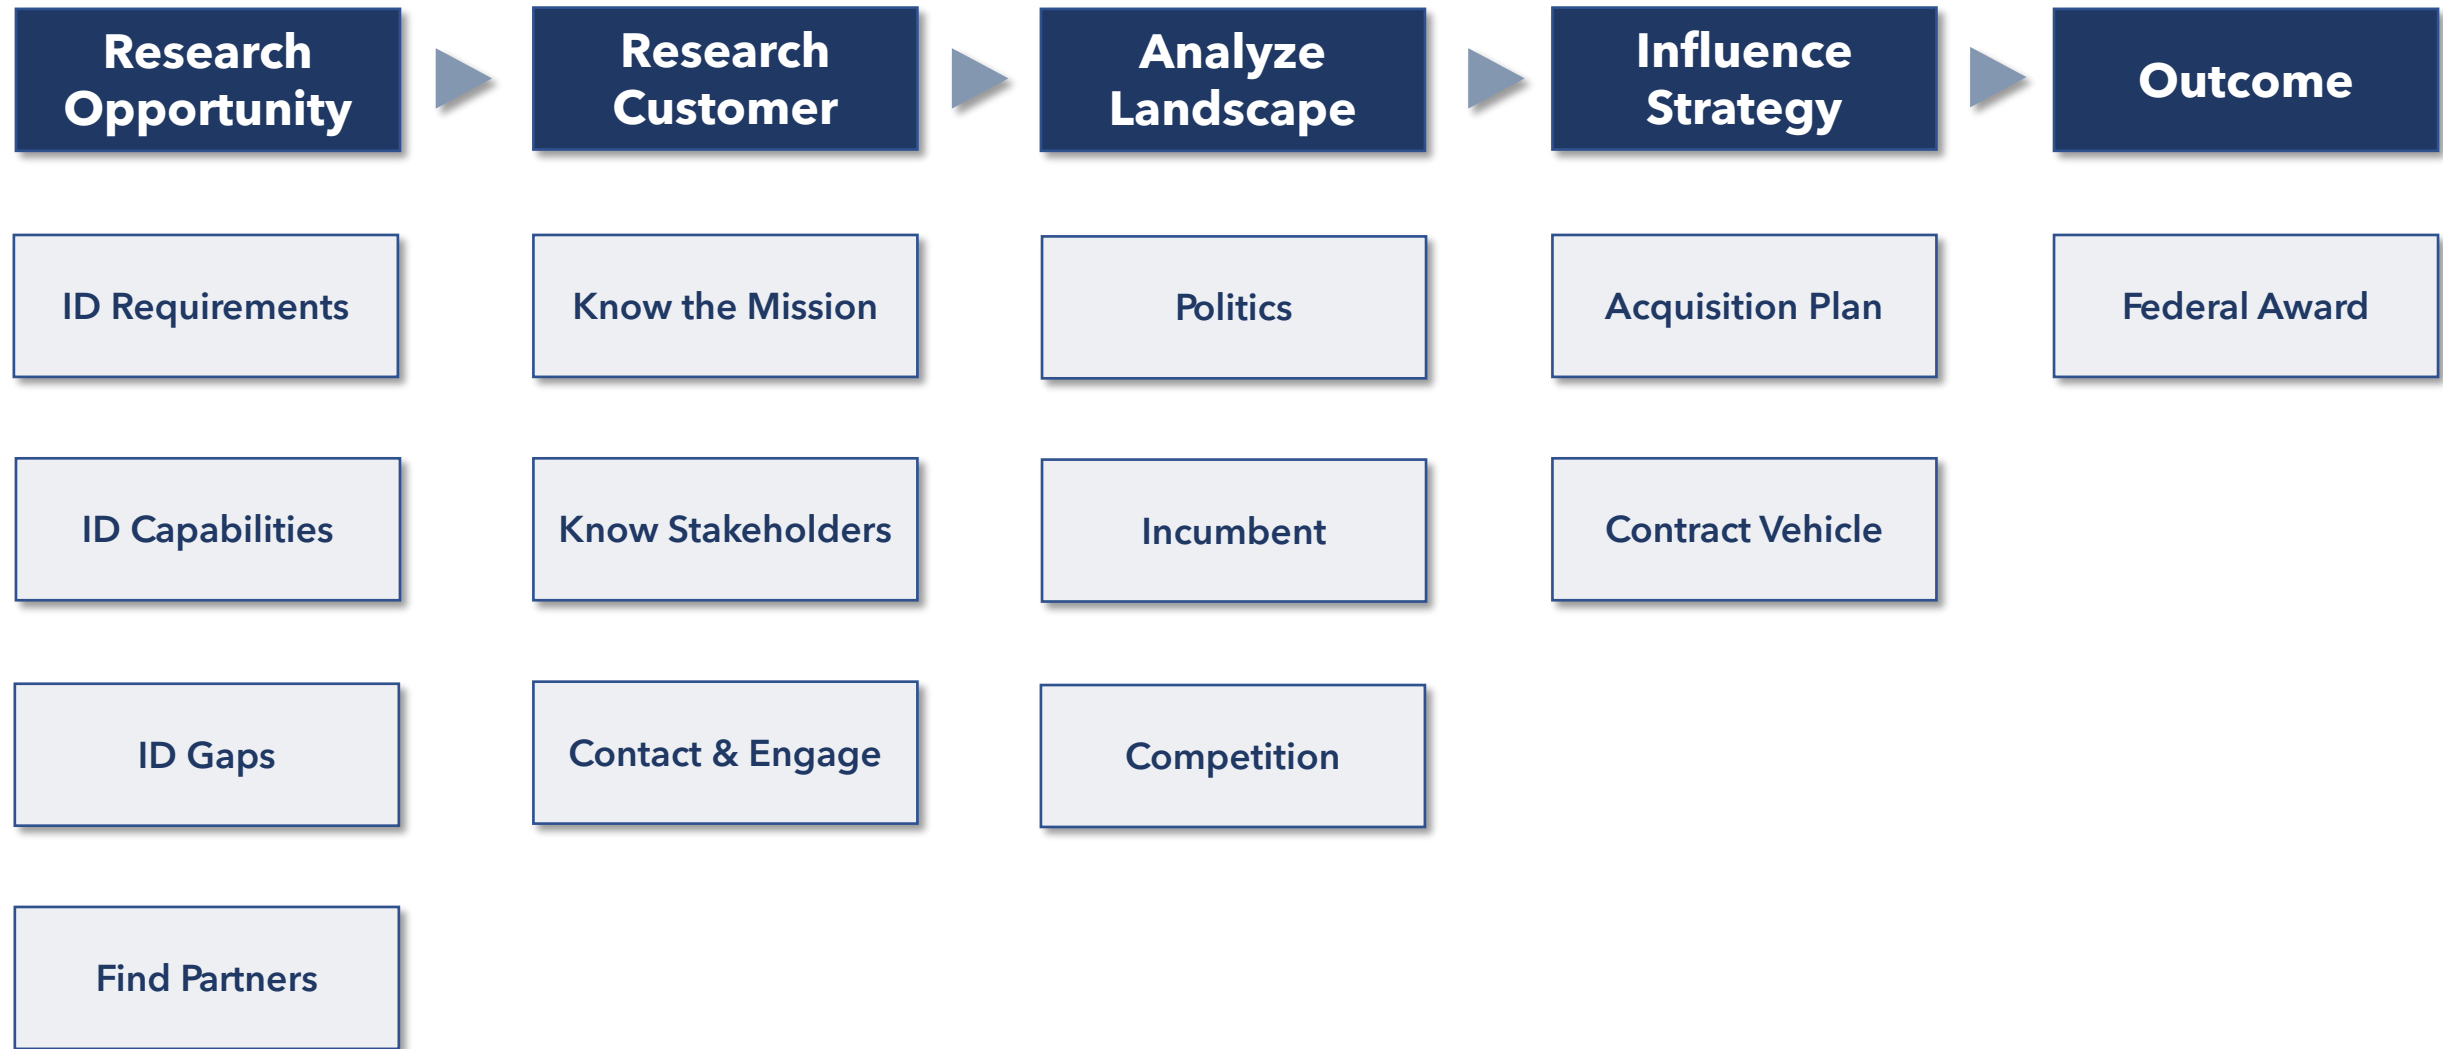 Research
Opportunity
Research
Customer
Analyze
Landscape
Influence
Strategy
Outcome
ID Requirements
Know the Mission
Politics
Acquisition Plan
Federal Award
ID Capabilities
Know Stakeholders
Incumbent
Contract Vehicle
ID Gaps
Contact & Engage
Competition
Find Partners